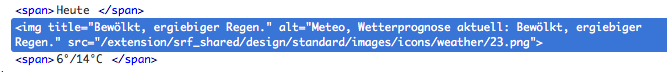 <span>Heute </span>
<img title="Bewölkt, ergiebiger Regen." alt="Meteo, Wetterprognose aktuell: Bewölkt, ergiebiger
Regen." src="/extension/srf_shared/design/standard/images/icons/weather/23.png">
<span>6°/14°C </span>